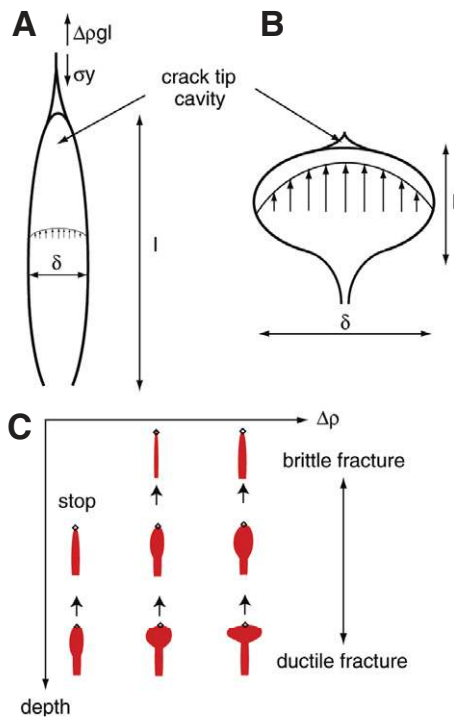 A
Δρgl
σy
crack tip
cavity
l
δ
B
l
δ
C
Δρ
brittle fracture
stop
ductile fracture
depth